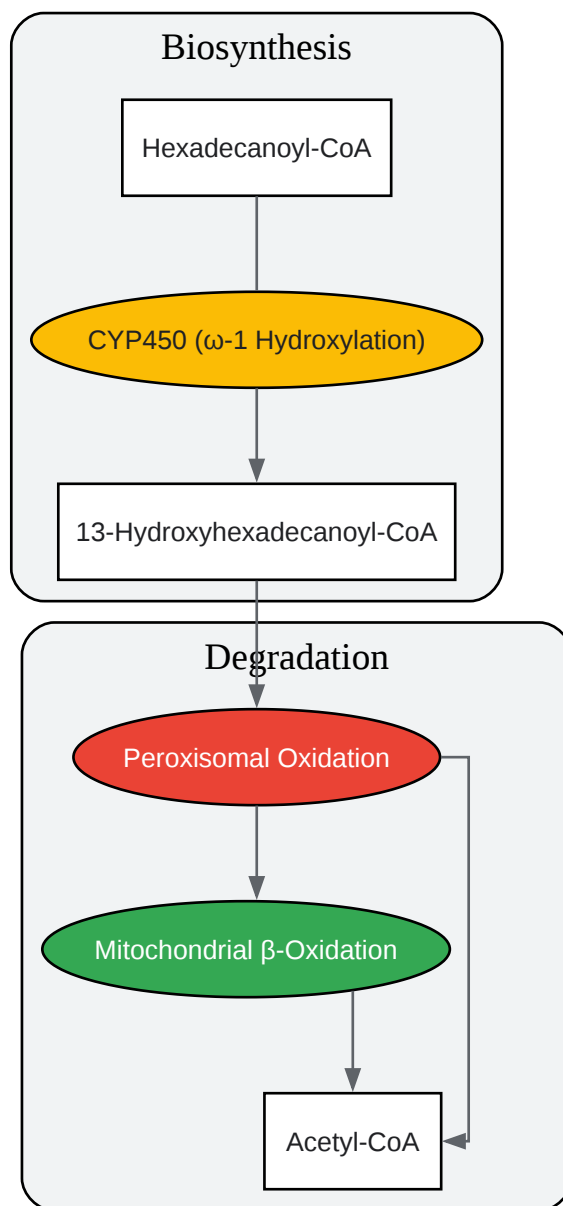 Biosynthesis
Hexadecanoyl-CoA
CYP450 (ω-1 Hydroxylation)
13-Hydroxyhexadecanoyl-CoA
Degradation
Peroxisomal Oxidation
Mitochondrial β-Oxidation
Acetyl-CoA